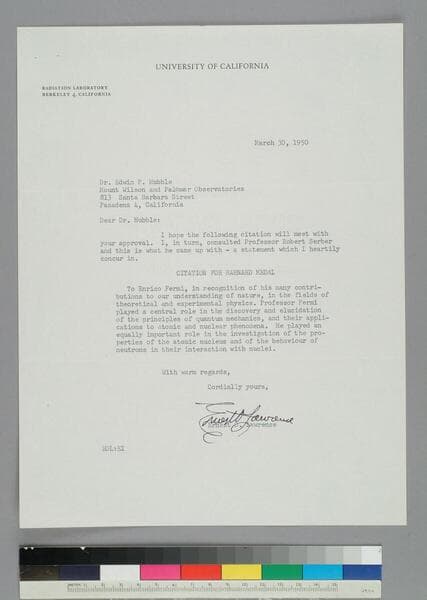 UNIVERSITY OF CALIFORNIA
RADIATION LABORATORY
BERKELEY 4, CALIFORNIA
March 30, 1950
Dr. Edwin P. Hubble
Mount Wilson and Palomar Observatories
813 Santa Barbara Street
Pasadena 4, California
Dear Dr. Hubble:
I hope the following citation will meet with
your approval. I, in turn, consulted Professor Robert Serber
and this is what he came up with - a statement which I heartily
concur in.
CITATION FOR BARNARD MEDAL
To Enrico Fermi, in recognition of his many contri-
butions to our understanding of nature, in the fields of
theoretical and experimental physics. Professor Fermi
played a central role in the discovery and elucidation
of the principles of quantum mechanics, and their appli-
cations to atomic and nuclear phenomena. He played an
equally important role in the investigation of the pro-
perties of the atomic nucleus and of the behaviour of
neutrons in their interaction with nuclei.
With warm regards,
Cordially yours,
Ernest O. Lawrence
Ernest O. Lawrence